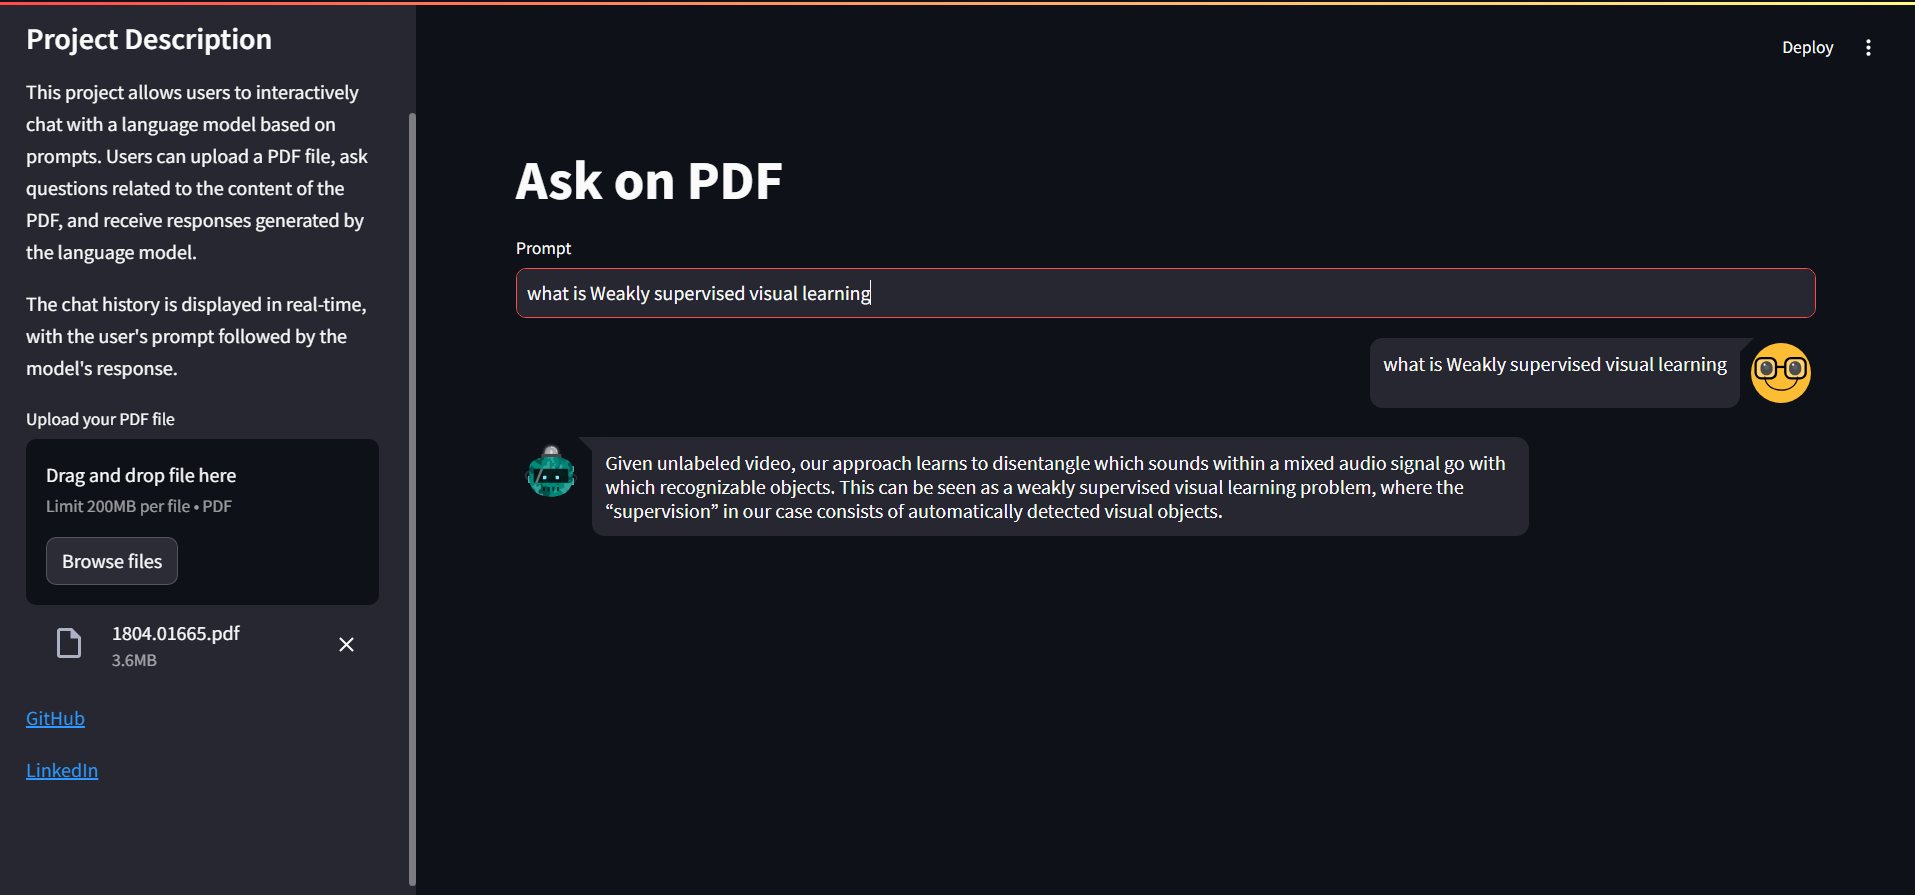 Project Description
This project allows users to interactively
chat with a language model based on
prompts. Users can upload a PDF file, ask
questions related to the content of the
PDF, and receive responses generated by
the language model.
The chat history is displayed in real-time,
with the user's prompt followed by the
model's response.
Upload your PDF file
Drag and drop file here
Limit 200MB per file • PDF
Browse files
1804.01665.pdf
3.6MB
GitHub
LinkedIn
Deploy
Ask on PDF
Prompt
what is Weakly supervised visual learning
what is Weakly supervised visual learning
Given unlabeled video, our approach learns to disentangle which sounds within a mixed audio signal go with
which recognizable objects. This can be seen as a weakly supervised visual learning problem, where the
“supervision” in our case consists of automatically detected visual objects.